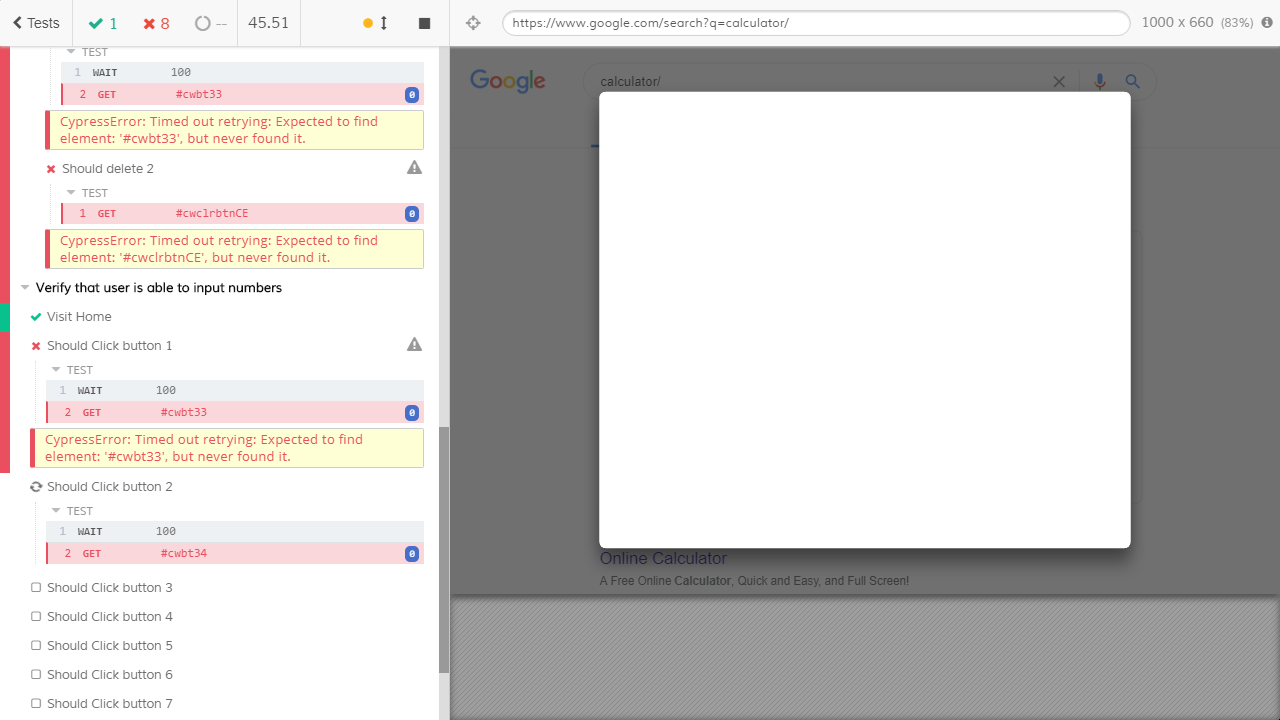 Tests
1
8
--
45.51
https://www.google.com/search?q=calculator/
1000 x 660 (83%)
TEST
1 WAIT 100
2 GET #cwbt33 0
CypressError: Timed out retrying: Expected to find
element: '#cwbt33', but never found it.
Should delete 2
TEST
1 GET #cwclrbtnCE 0
CypressError: Timed out retrying: Expected to find
element: '#cwclrbtnCE', but never found it.
Verify that user is able to input numbers
Visit Home
Should Click button 1
TEST
1 WAIT 100
2 GET #cwbt33 0
CypressError: Timed out retrying: Expected to find
element: '#cwbt33', but never found it.
Should Click button 2
TEST
1 WAIT 100
2 GET #cwbt34 0
Should Click button 3
Should Click button 4
Should Click button 5
Should Click button 6
Should Click button 7
Google
calculator/
Online Calculator
A Free Online Calculator, Quick and Easy, and Full Screen!